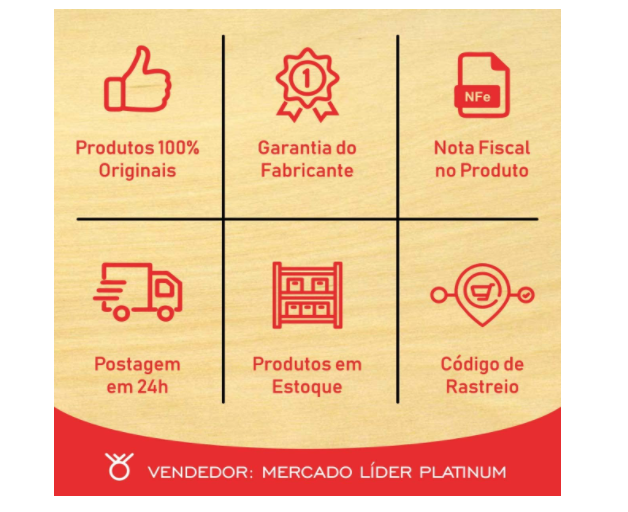 1
NFe
Produtos 100%
Originais
Garantia do
Fabricante
Nota Fiscal
no Produto
Postagem
em 24h
Produtos em
Estoque
Código de
Rastreio
VENDEDOR: MERCADO LÍDER PLATINUM